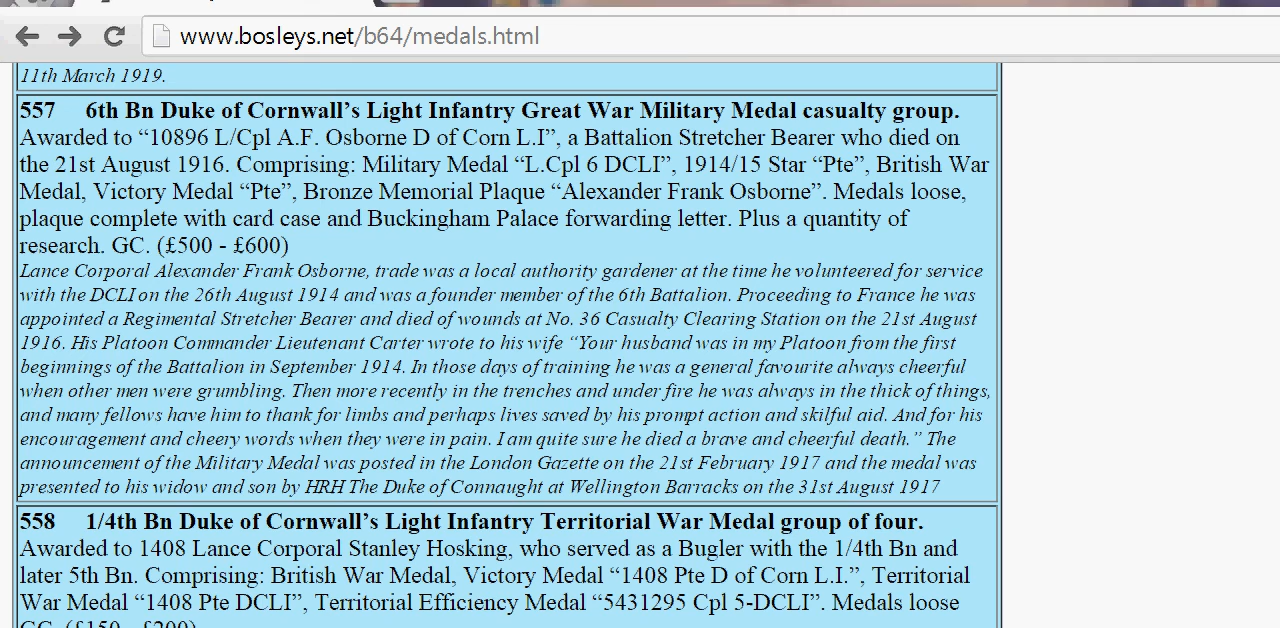 www.bosleys.net/b64/medals.html
11th March 1919.
557 6th Bn Duke of Cornwall’s Light Infantry Great War Military Medal casualty group.
Awarded to “10896 L/Cpl A.F. Osborne D of Corn L.I”, a Battalion Stretcher Bearer who died on
the 21st August 1916. Comprising: Military Medal “L.Cpl 6 DCLI”, 1914/15 Star “Pte”, British War
Medal, Victory Medal “Pte”, Bronze Memorial Plaque “Alexander Frank Osborne”. Medals loose,
plaque complete with card case and Buckingham Palace forwarding letter. Plus a quantity of
research. GC. (£500 - £600)
Lance Corporal Alexander Frank Osborne, trade was a local authority gardener at the time he volunteered for service
with the DCLI on the 26th August 1914 and was a founder member of the 6th Battalion. Proceeding to France he was
appointed a Regimental Stretcher Bearer and died of wounds at No. 36 Casualty Clearing Station on the 21st August
1916. His Platoon Commander Lieutenant Carter wrote to his wife “Your husband was in my Platoon from the first
beginnings of the Battalion in September 1914. In those days of training he was a general favourite always cheerful
when other men were grumbling. Then more recently in the trenches and under fire he was always in the thick of things,
and many fellows have him to thank for limbs and perhaps lives saved by his prompt action and skilful aid. And for his
encouragement and cheery words when they were in pain. I am quite sure he died a brave and cheerful death.” The
announcement of the Military Medal was posted in the London Gazette on the 21st February 1917 and the medal was
presented to his widow and son by HRH The Duke of Connaught at Wellington Barracks on the 31st August 1917
558 1/4th Bn Duke of Cornwall’s Light Infantry Territorial War Medal group of four.
Awarded to 1408 Lance Corporal Stanley Hosking, who served as a Bugler with the 1/4th Bn and
later 5th Bn. Comprising: British War Medal, Victory Medal “1408 Pte D of Corn L.I.”, Territorial
War Medal “1408 Pte DCLI”, Territorial Efficiency Medal “5431295 Cpl 5-DCLI”. Medals loose
GC. (£150 - £200)